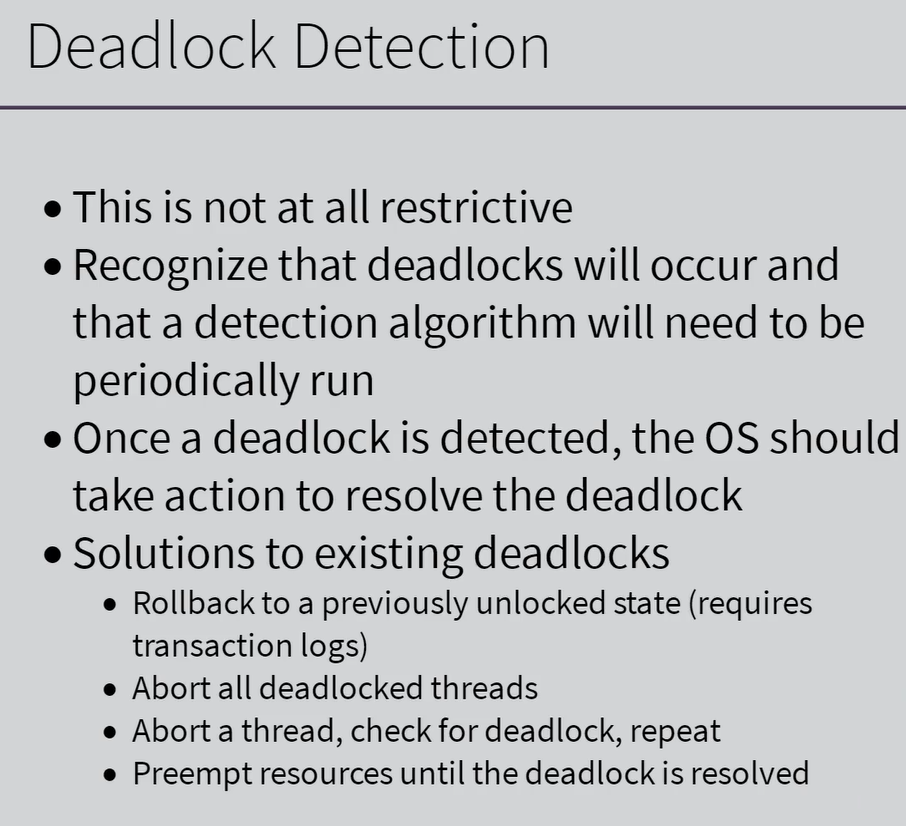 Deadlock Detection
• This is not at all restrictive
• Recognize that deadlocks will occur and
that a detection algorithm will need to be
periodically run
• Once a deadlock is detected, the OS should
take action to resolve the deadlock
• Solutions to existing deadlocks
• Rollback to a previously unlocked state (requires
transaction logs)
• Abort all deadlocked threads
• Abort a thread, check for deadlock, repeat
• Preempt resources until the deadlock is resolved